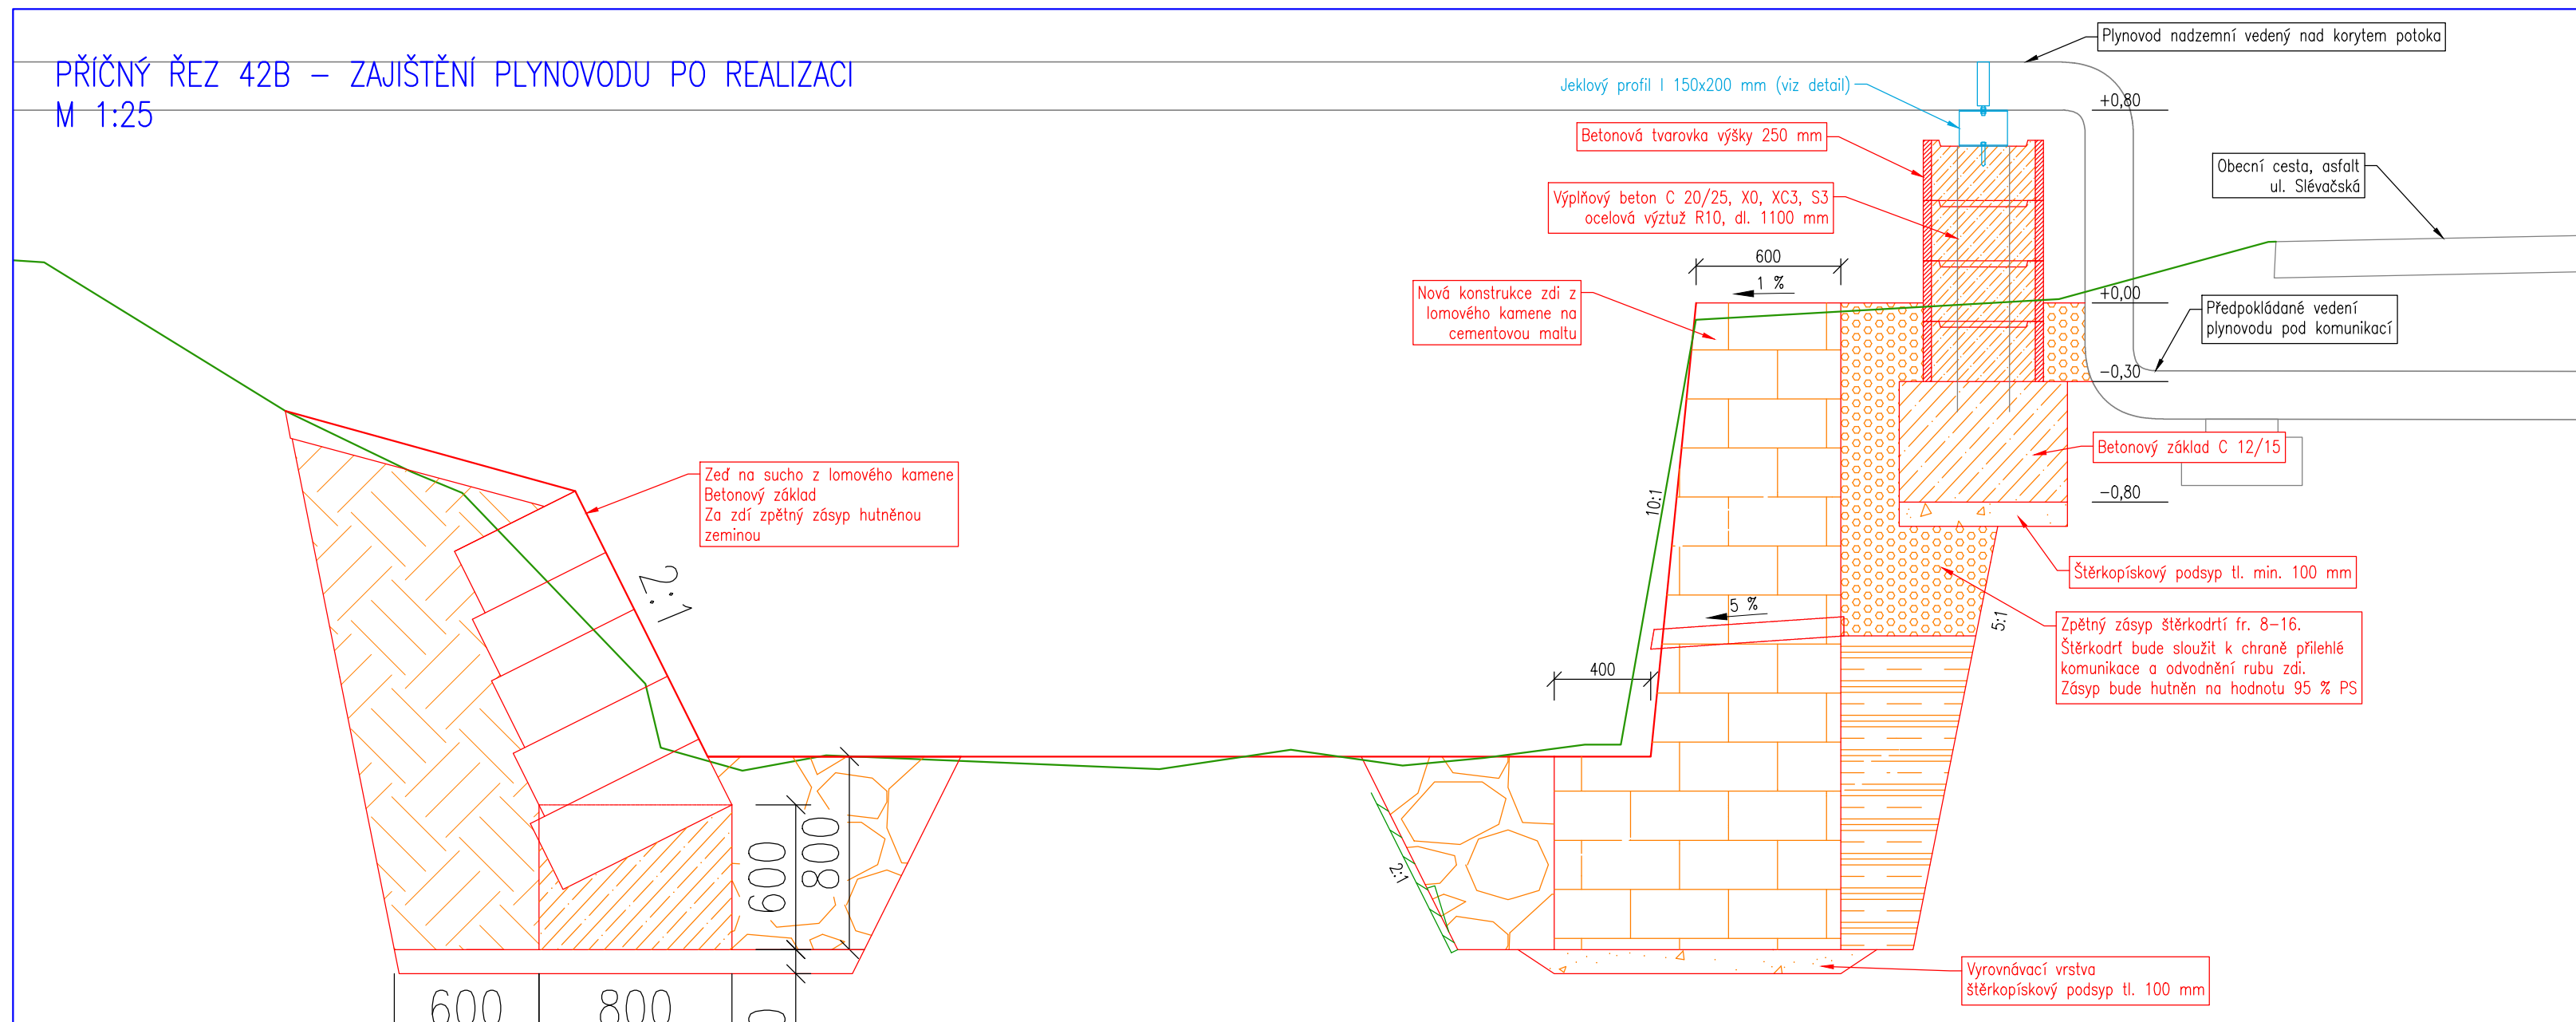 PŘÍČNÝ ŘEZ 42B – ZAJIŠTĚNÍ PLYNOVODU PO REALIZACI
M 1:25
Plynovod nadzemní vedený nad korytem potoka
Jeklový profil I 150x200 mm (viz detail)
+0,80
Betonová tvarovka výšky 250 mm
Obecní cesta, asfalt
ul. Slévačská
Výplňový beton C 20/25, X0, XC3, S3
ocelová výztuž R10, dl. 1100 mm
600
1 %
Nová konstrukce zdi z
lomového kamene na
cementovou maltu
+0,00
Předpokládané vedení
plynovodu pod komunikací
-0,30
Betonový základ C 12/15
Zeď na sucho z lomového kamene
Betonový základ
Za zdí zpětný zásyp hutněnou
zeminou
10:1
-0,80
2:1
Štěrkopískový podsyp tl. min. 100 mm
5 %
5:1
Zpětný zásyp štěrkodrtí fr. 8-16.
Štěrkodrť bude sloužit k chraně přilehlé
komunikace a odvodnění rubu zdi.
Zásyp bude hutněn na hodnotu 95 % PS
400
600
800
2:1
Vyrovnávací vrstva
štěrkopískový podsyp tl. 100 mm
600
800